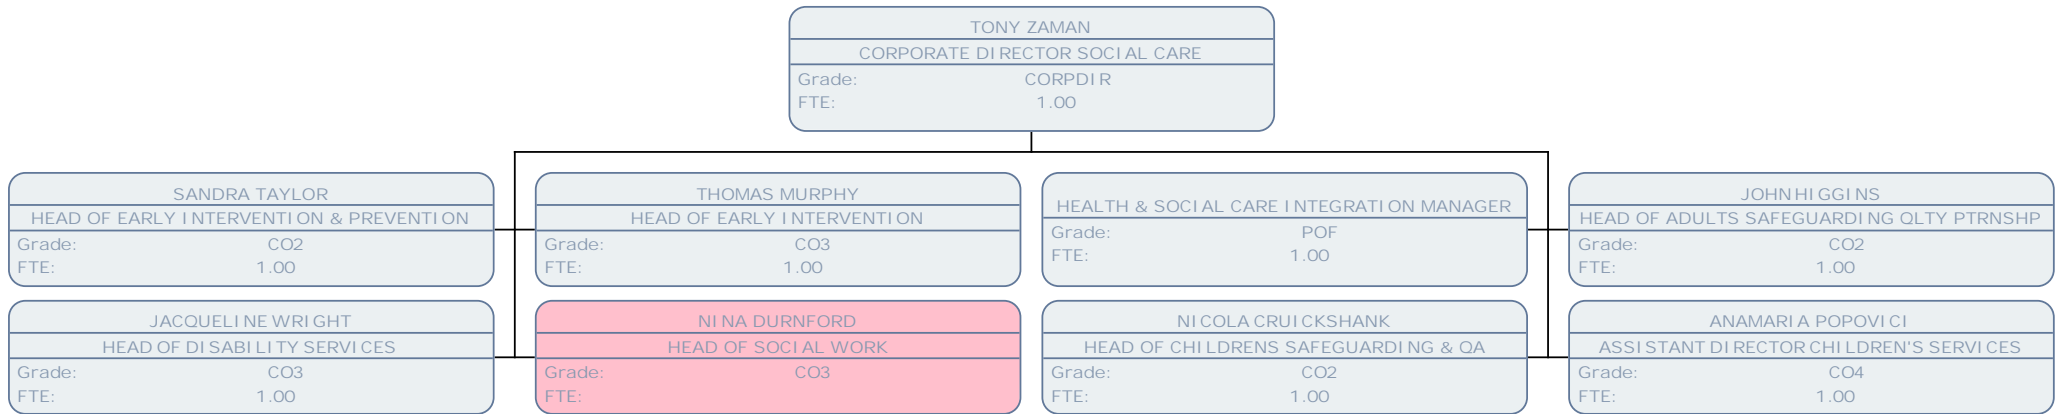 TONY ZAMAN
CORPORATE DIRECTOR SOCIAL CARE
Grade: CORPDIR
FTE: 1.00
SANDRA TAYLOR
HEAD OF EARLY INTERVENTION & PREVENTION
Grade: CO2
FTE: 1.00
THOMAS MURPHY
HEAD OF EARLY INTERVENTION
Grade: CO3
FTE: 1.00
HEALTH & SOCIAL CARE INTEGRATION MANAGER
Grade: POF
FTE: 1.00
JOHN HIGGINS
HEAD OF ADULTS SAFEGUARDING QLTY PTRNSHP
Grade: CO2
FTE: 1.00
JACQUELINE WRIGHT
HEAD OF DISABILITY SERVICES
Grade: CO3
FTE: 1.00
NINA DURNFORD
HEAD OF SOCIAL WORK
Grade: CO3
FTE:
NICOLA CRUICKSHANK
HEAD OF CHILDRENS SAFEGUARDING & QA
Grade: CO2
FTE: 1.00
ANAMARIA POPOVICI
ASSISTANT DIRECTOR CHILDREN'S SERVICES
Grade: CO4
FTE: 1.00